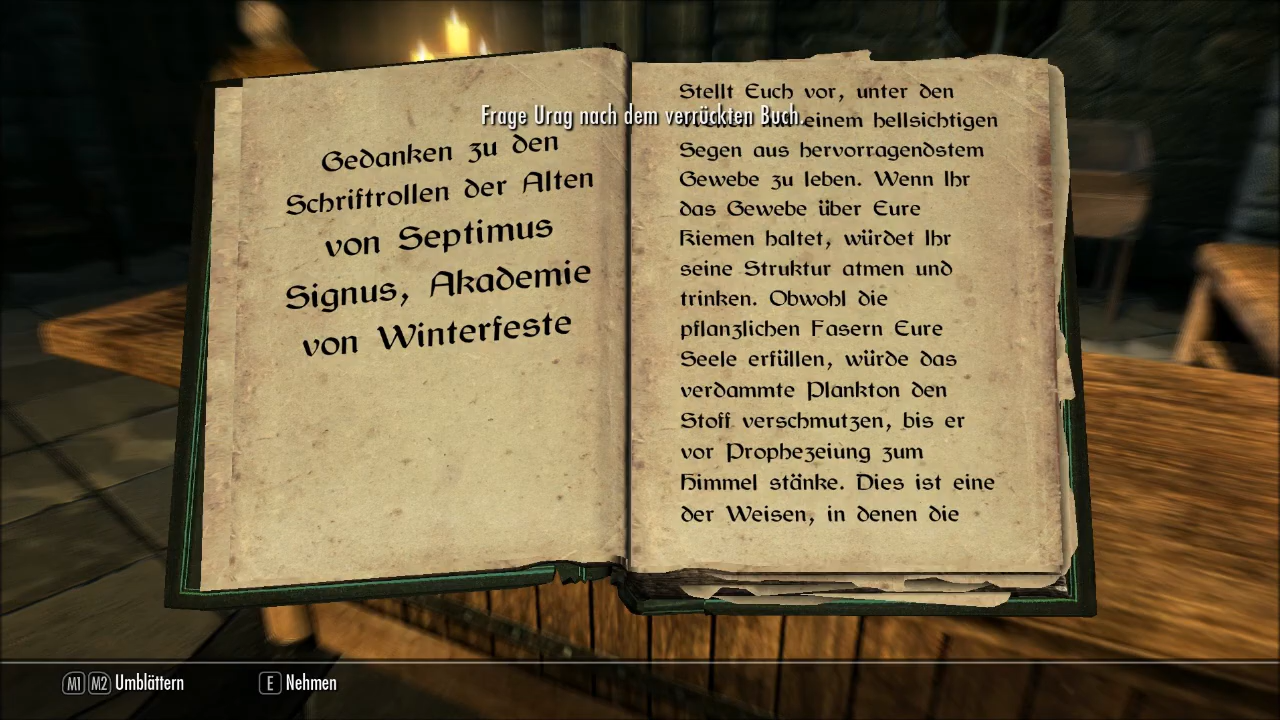 Frage Urag nach dem verrückten Buch.
Gedanken zu den
Schriftrollen der Alten
von Septimus
Signus, Akademie
von Winterfeste
Stellt Euch vor, unter den
einem hellsichtigen
Segen aus hervorragendstem
Gewebe zu leben. Wenn Ihr
das Gewebe über Eure
Kiemen haltet, würdet Ihr
seine Struktur atmen und
trinken. Obwohl die
pflanzlichen Fasern Eure
Seele erfüllen, würde das
verdammte Plankton den
Stoff verschmutzen, bis er
vor Prophezeiung zum
Himmel stänke. Dies ist eine
der Weisen, in denen die
M1 M2 Umblättern
E Nehmen